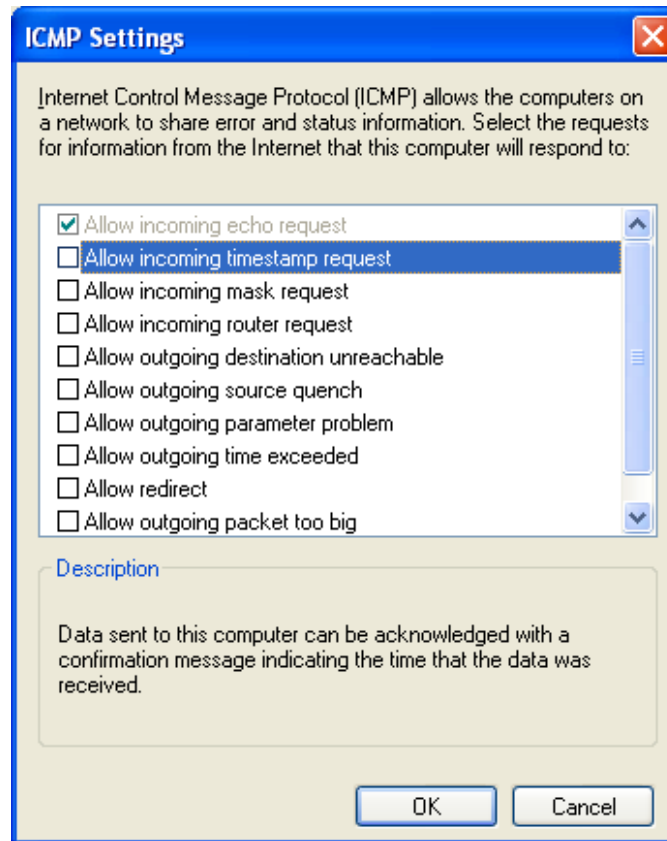 ICMP Settings
Internet Control Message Protocol (ICMP) allows the computers on
a network to share error and status information. Select the requests
for information from the Internet that this computer will respond to:
Allow incoming echo request
Allow incoming timestamp request
Allow incoming mask request
Allow incoming router request
Allow outgoing destination unreachable
Allow outgoing source quench
Allow outgoing parameter problem
Allow outgoing time exceeded
Allow redirect
Allow outgoing packet too big
Description
Data sent to this computer can be acknowledged with a
confirmation message indicating the time that the data was
received.
OK Cancel